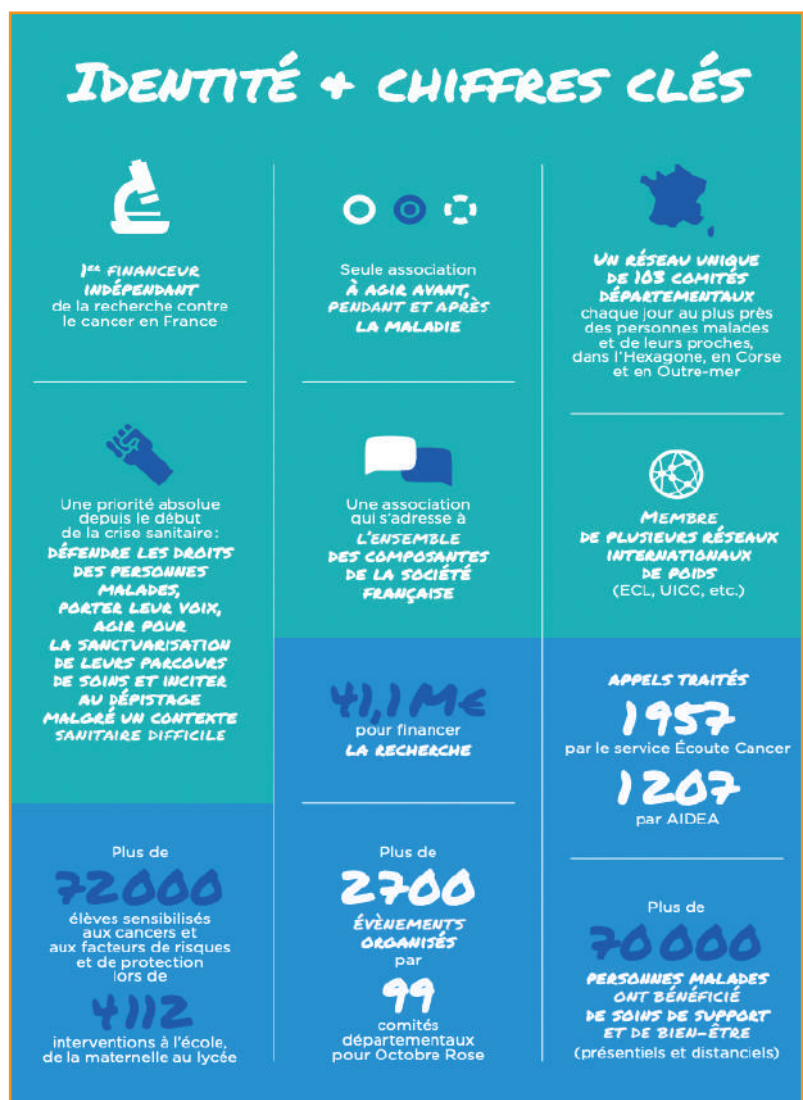 IDENTITÉ + CHIFFRES CLÉS
1ER FINANCEUR
INDÉPENDANT
de la recherche contre
le cancer en France
Seule association
À AGIR AVANT,
PENDANT ET APRÈS
LA MALADIE
UN RÉSEAU UNIQUE
DE 103 COMITÉS
DÉPARTEMENTAUX
chaque jour au plus près
des personnes malades
et de leurs proches,
dans l'Hexagone, en Corse
et en Outre-mer
Une priorité absolue
depuis le début
de la crise sanitaire:
DÉFENDRE LES DROITS
DES PERSONNES
MALADES,
PORTER LEUR VOIX,
AGIR POUR
LA SANCTUARISATION
DE LEURS PARCOURS
DE SOINS ET INCITER
AU DÉPISTAGE
MALGRÉ UN CONTEXTE
SANITAIRE DIFFICILE
Une association
qui s'adresse à
L'ENSEMBLE
DES COMPOSANTES
DE LA SOCIÉTÉ
FRANÇAISE
MEMBRE
DE PLUSIEURS RÉSEAUX
INTERNATIONAUX
DE POIDS
(ECL, UICC, etc.)
41,1 M€
pour financer
LA RECHERCHE
APPELS TRAITÉS
1957
par le service Écoute Cancer
1207
par AIDEA
Plus de
72000
élèves sensibilisés
aux cancers et
aux facteurs de risques
et de protection
lors de
4112
interventions à l'école,
de la maternelle au lycée
Plus de
2700
ÉVÈNEMENTS
ORGANISÉS
par
99
comités
départementaux
pour Octobre Rose
Plus de
70000
PERSONNES MALADES
ONT BÉNÉFICIÉ
DE SOINS DE SUPPORT
ET DE BIEN-ÊTRE
(présentiels et distanciels)